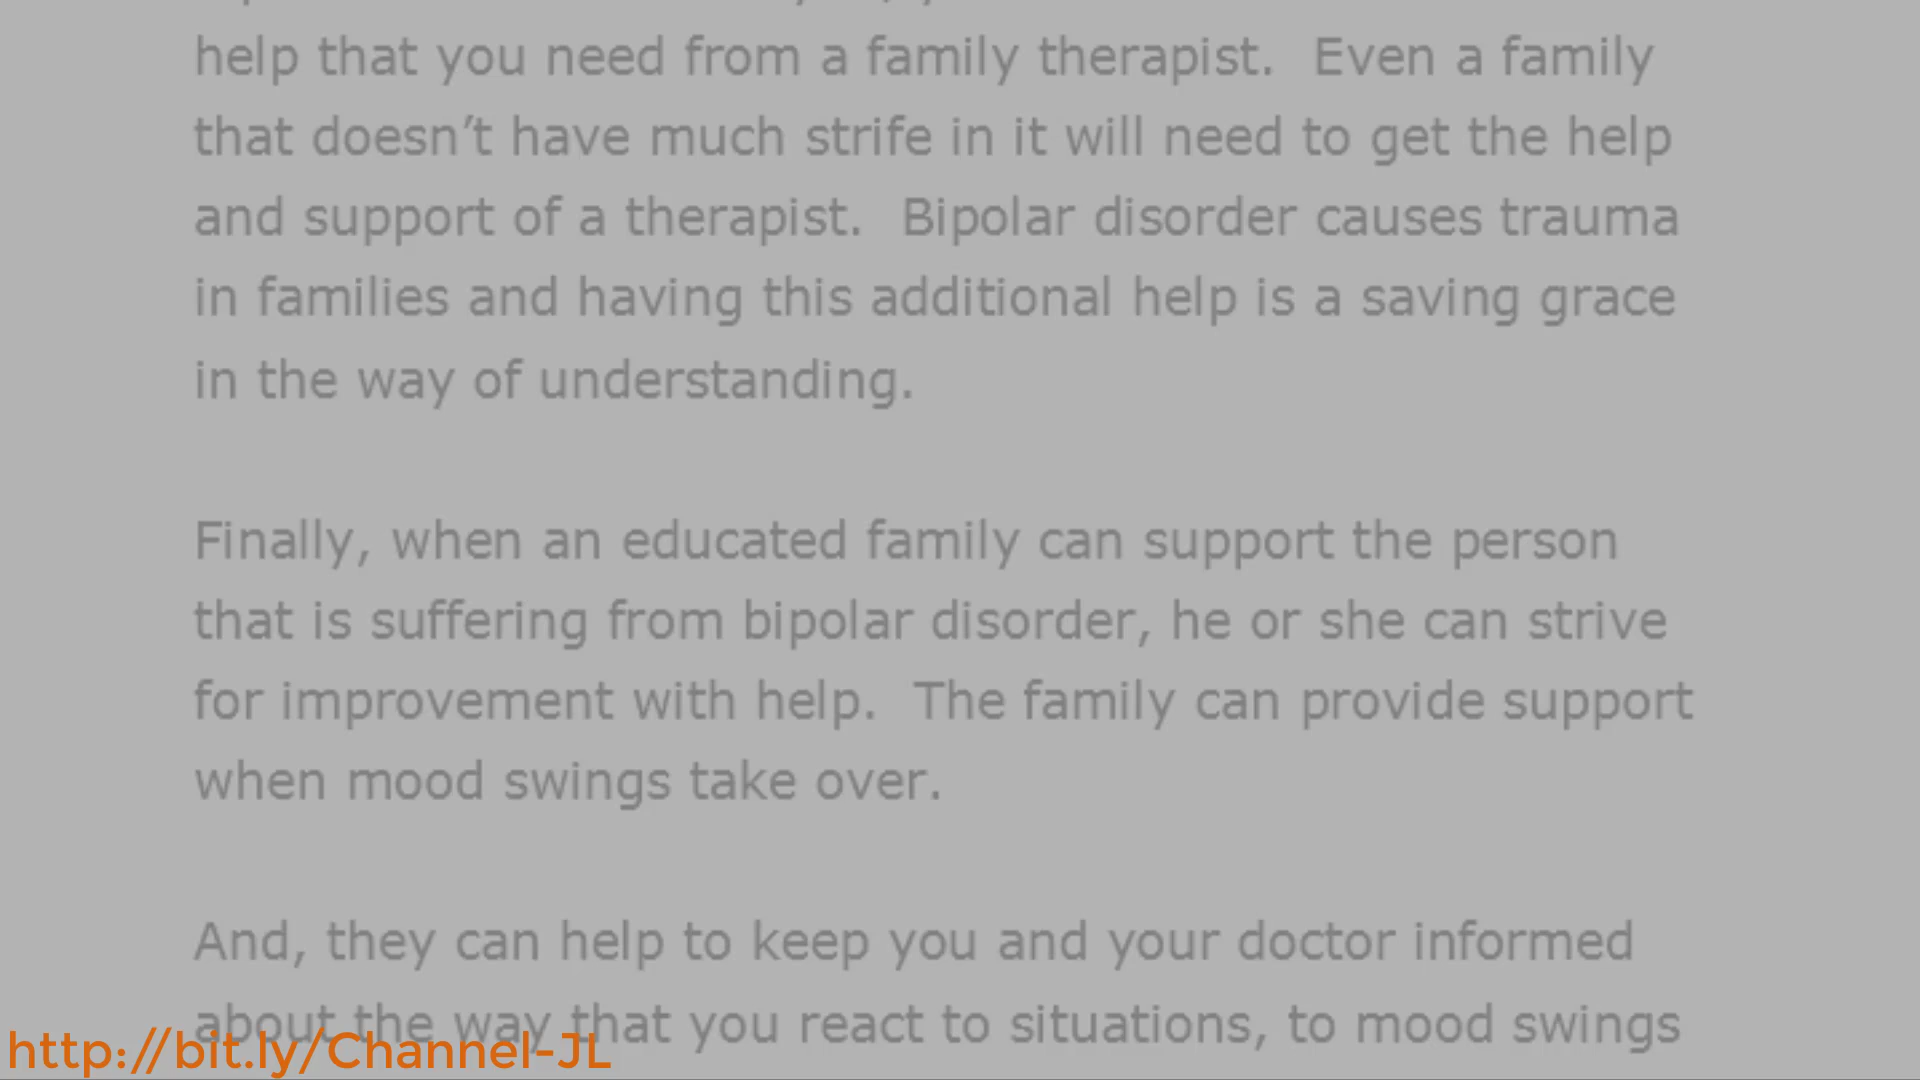 help that you need from a family therapist.  Even a family
that doesn’t have much strife in it will need to get the help
and support of a therapist.  Bipolar disorder causes trauma
in families and having this additional help is a saving grace
in the way of understanding.
Finally, when an educated family can support the person
that is suffering from bipolar disorder, he or she can strive
for improvement with help.  The family can provide support
when mood swings take over.
And, they can help to keep you and your doctor informed
about the way that you react to situations, to mood swings
http://bit.ly/Channel-JL